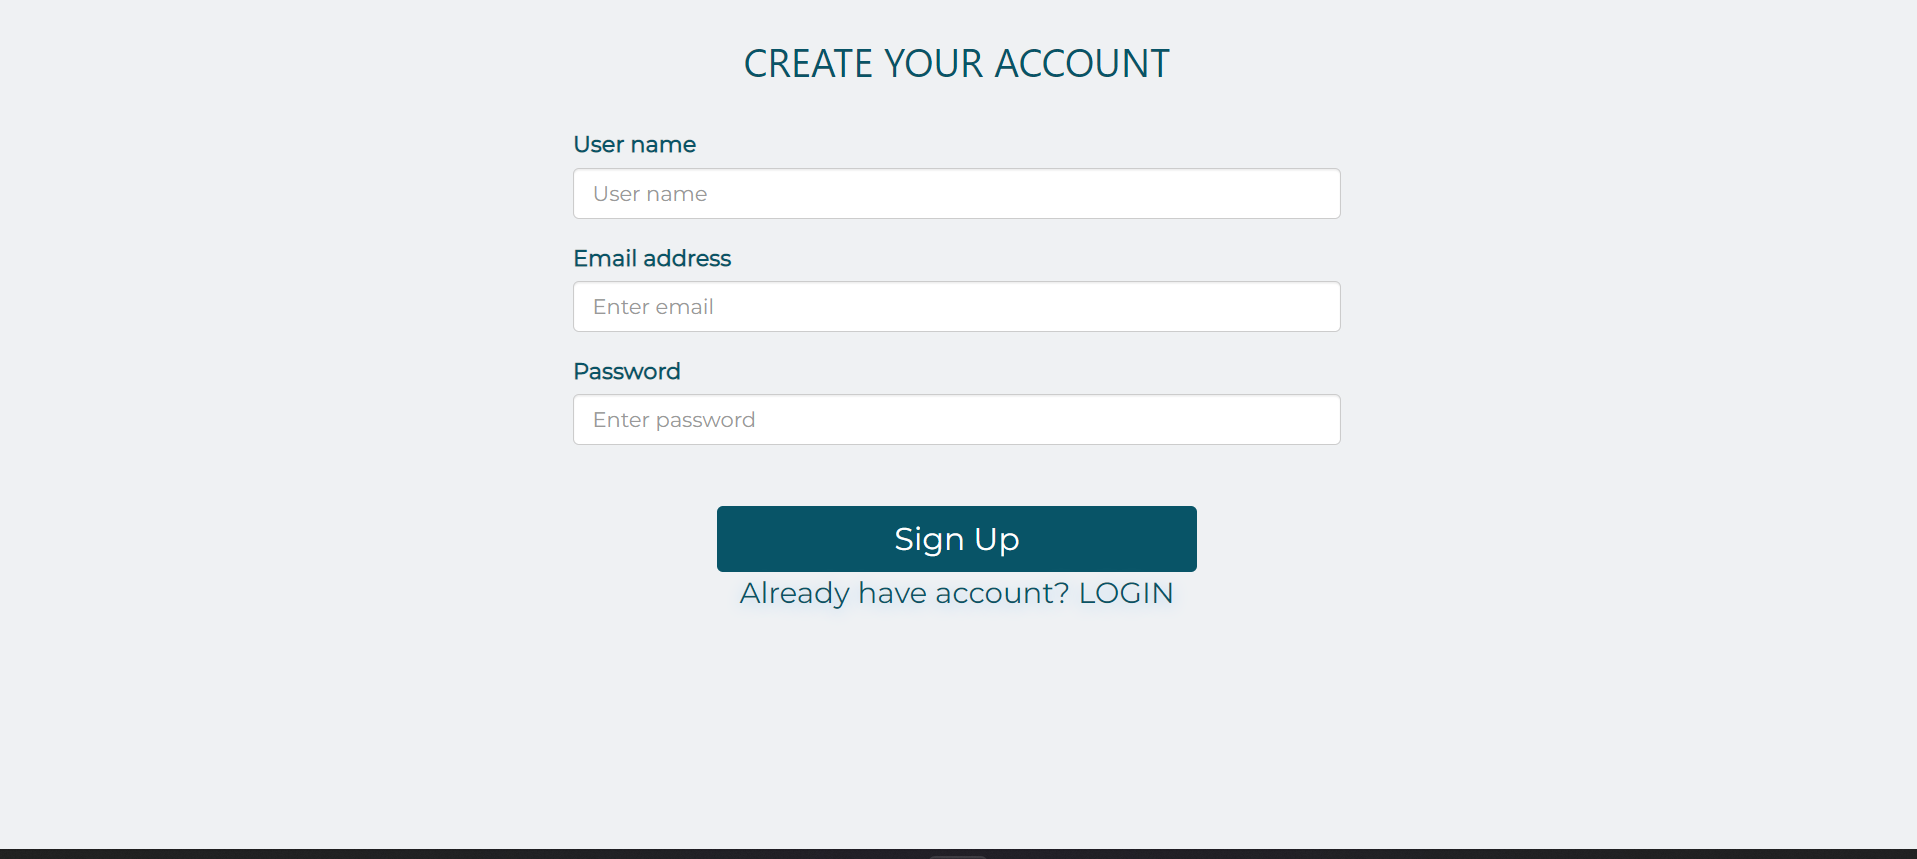 CREATE YOUR ACCOUNT
User name
User name
Email address
Enter email
Password
Enter password
Sign Up
Already have account? LOGIN